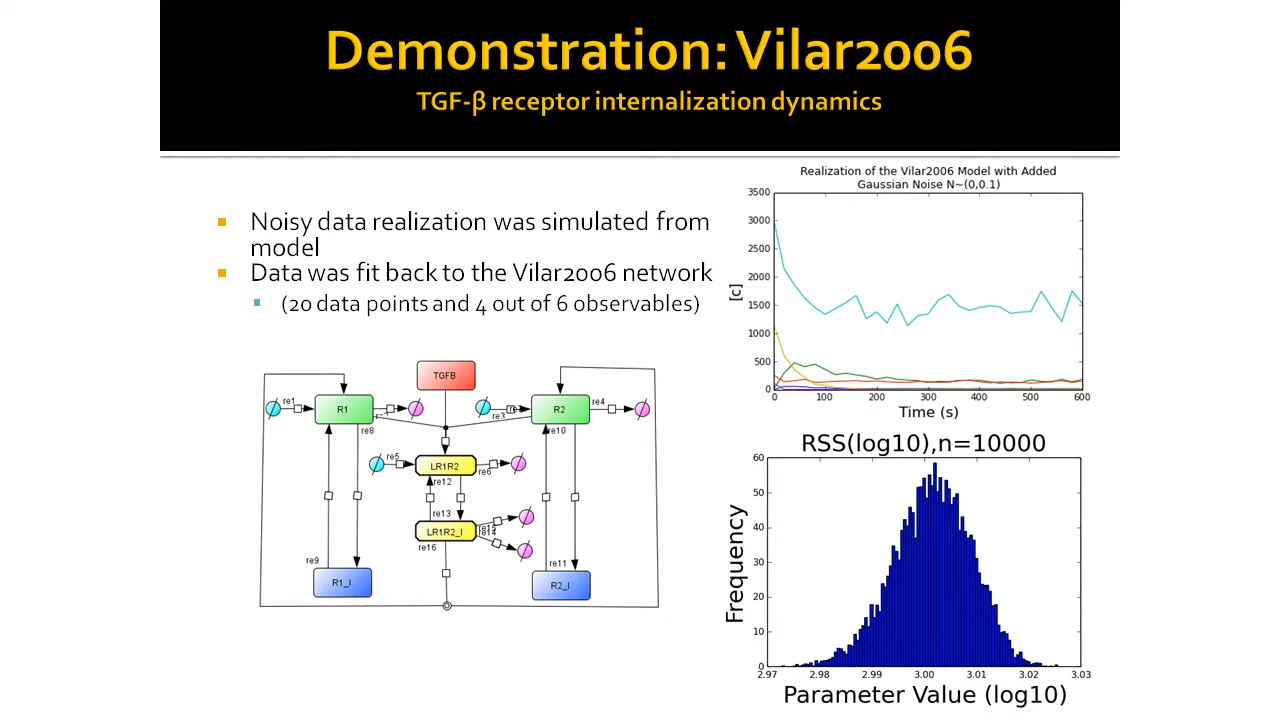 Demonstration: Vilar2006
TGF-β receptor internalization dynamics
Noisy data realization was simulated from
model
Data was fit back to the Vilar2006 network
(20 data points and 4 out of 6 observables)
Realization of the Vilar2006 Model with Added
Gaussian Noise N~(0,0.1)
3500
3000
2500
2000
1500
1000
500
0
[c]
0 100 200 300 400 500 600
Time (s)
TGFB
re1
R1
re8
re3
R2
re4
re10
re5
LR1R2
re6
re12
re13
LR1R2_I
re14
re16
re9
R1_I
re11
R2_I
RSS(log10),n=10000
60
50
40
30
20
10
0
Frequency
2.97 2.98 2.99 3.00 3.01 3.02 3.03
Parameter Value (log10)